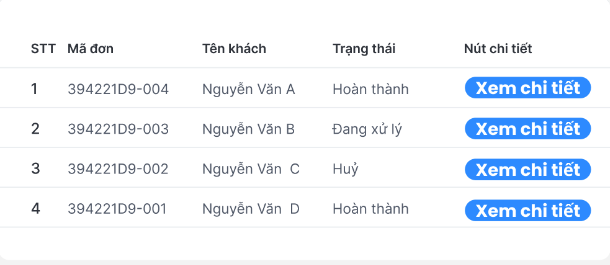 STT Mã đơn Tên khách Trạng thái Nút chi tiết
1 394221D9-004 Nguyễn Văn A Hoàn thành Xem chi tiết
2 394221D9-003 Nguyễn Văn B Đang xử lý Xem chi tiết
3 394221D9-002 Nguyễn Văn C Huỷ Xem chi tiết
4 394221D9-001 Nguyễn Văn D Hoàn thành Xem chi tiết